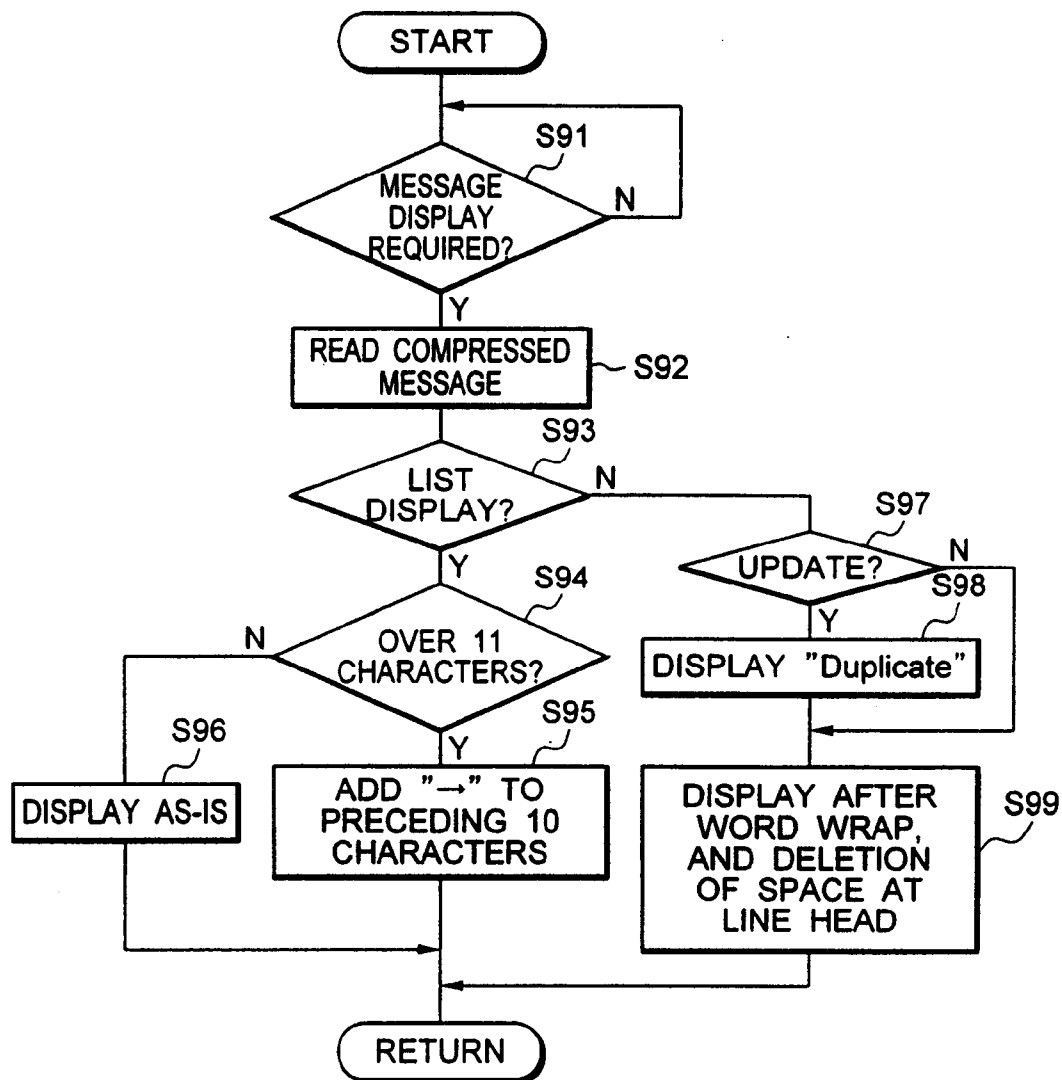 START
S91
MESSAGE
DISPLAY
REQUIRED?
N
Y
READ COMPRESSED
MESSAGE
S92
S93
LIST
DISPLAY?
N
Y
S97
UPDATE?
N
Y
S98
DISPLAY "Duplicate"
S94
OVER 11
CHARACTERS?
N
Y
S96
DISPLAY AS-IS
S95
ADD "→" TO
PRECEDING 10
CHARACTERS
S99
DISPLAY AFTER
WORD WRAP,
AND DELETION
OF SPACE AT
LINE HEAD
RETURN